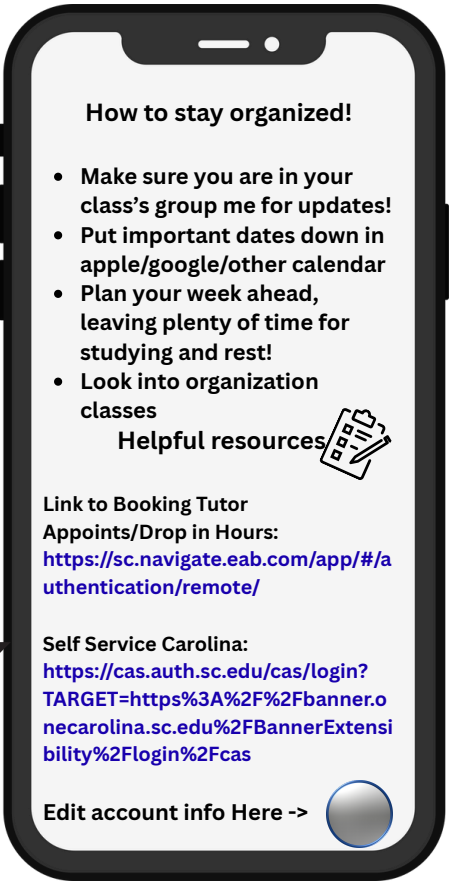 How to stay organized!
• Make sure you are in your
class's group me for updates!
• Put important dates down in
apple/google/other calendar
• Plan your week ahead,
leaving plenty of time for
studying and rest!
• Look into organization
classes
Helpful resources
Link to Booking Tutor
Appoints/Drop in Hours:
https://sc.navigate.eab.com/app/#/a
uthentication/remote/
Self Service Carolina:
https://cas.auth.sc.edu/cas/login?
TARGET=https%3A%2F%2Fbanner.o
necarolina.sc.edu%2FBannerExtensi
bility%2Flogin%2Fcas
Edit account info Here ->